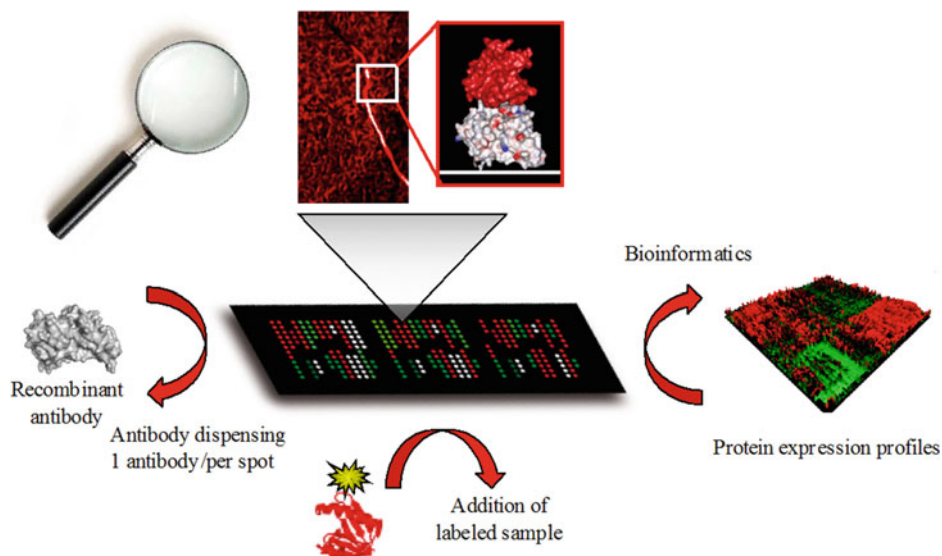 Bioinformatics
Recombinant
antibody
Antibody dispensing
1 antibody/per spot
Protein expression profiles
Addition of
labeled sample